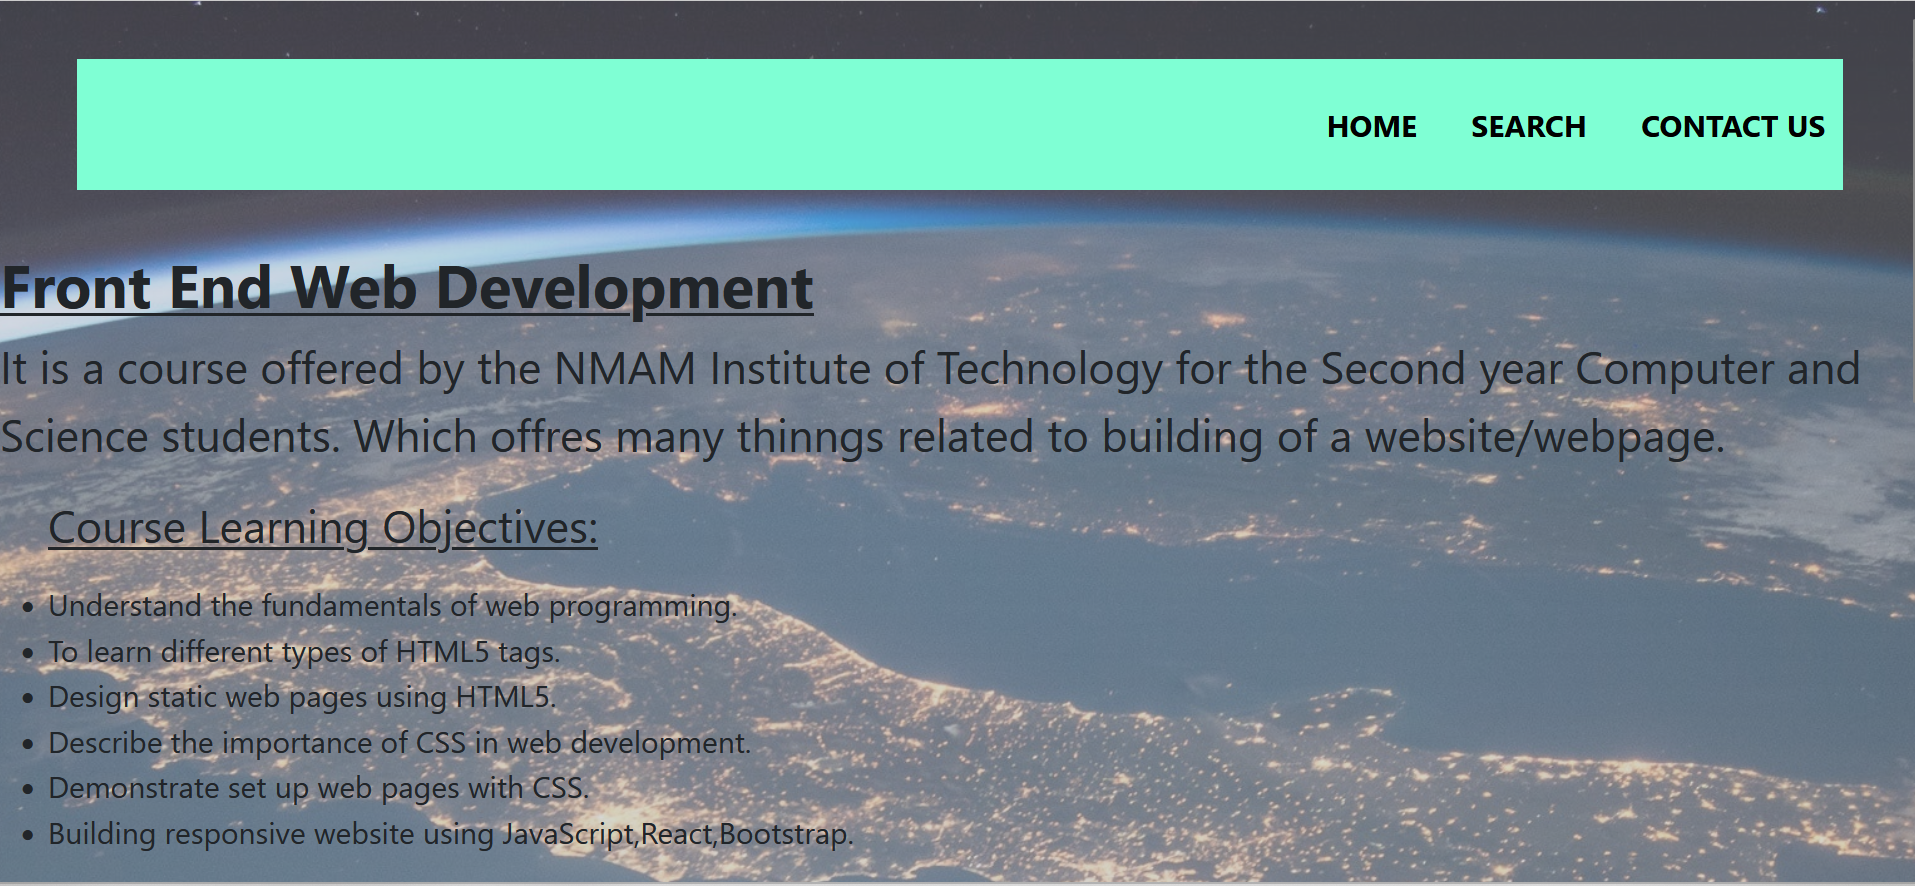 HOME SEARCH CONTACT US
Front End Web Development
It is a course offered by the NMAM Institute of Technology for the Second year Computer and
Science students. Which offres many thinngs related to building of a website/webpage.
Course Learning Objectives:
• Understand the fundamentals of web programming.
• To learn different types of HTML5 tags.
• Design static web pages using HTML5.
• Describe the importance of CSS in web development.
• Demonstrate set up web pages with CSS.
• Building responsive website using JavaScript,React,Bootstrap.